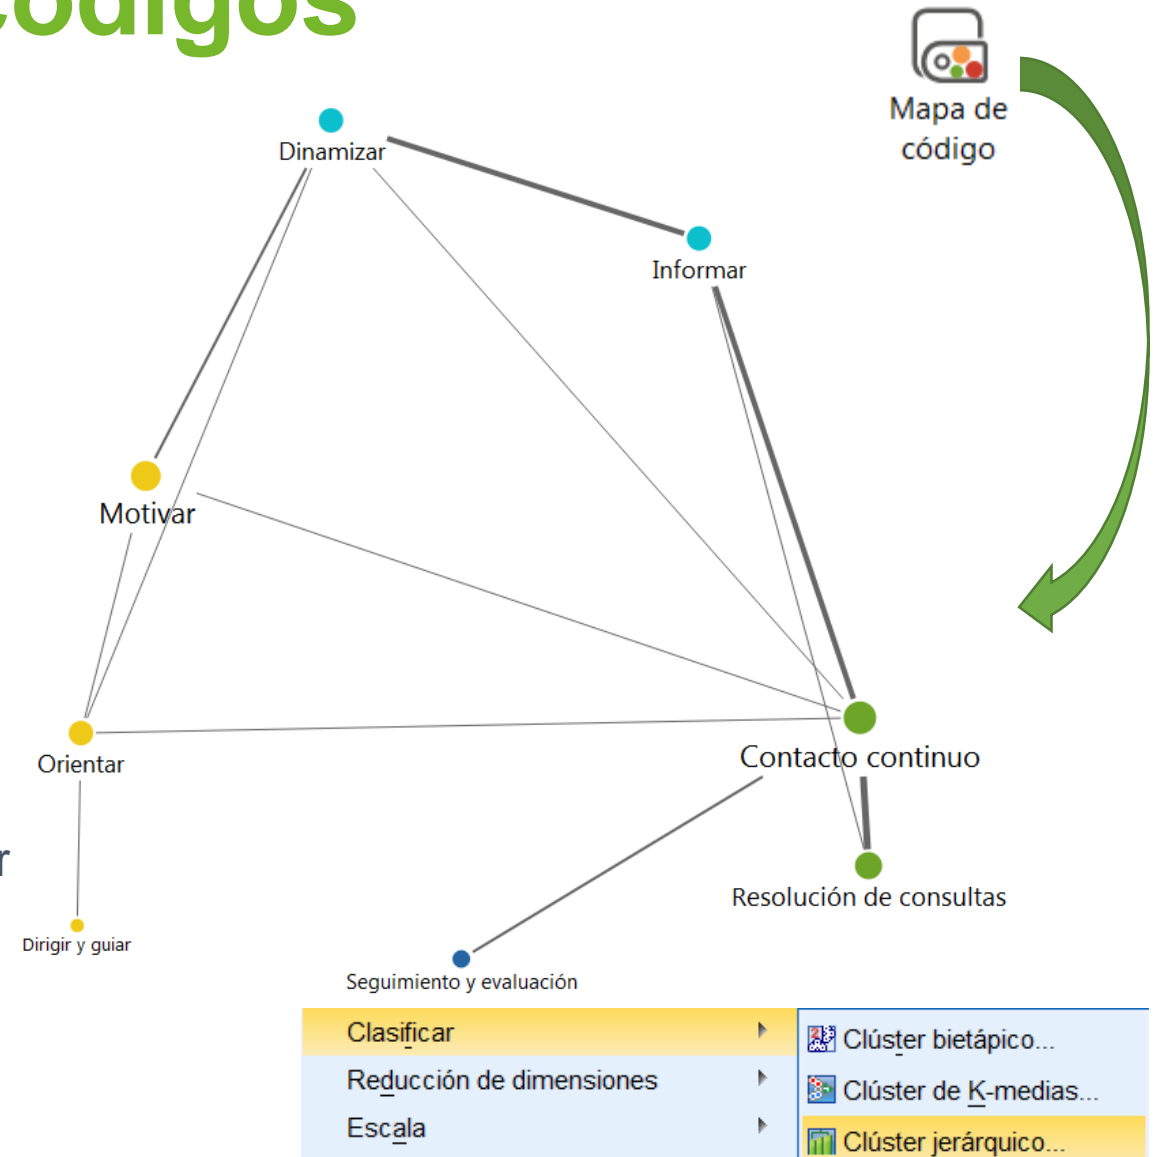 Códigos
Mapa de
código
Dinamizar
Informar
Motivar
Contacto continuo
Orientar
r
Resolución de consultas
Dirigir y guiar
Seguimiento y evaluación
Clasificar
Clúster bietápico...
Reducción de dimensiones
Clúster de K-medias...
Escala
Clúster jerárquico...